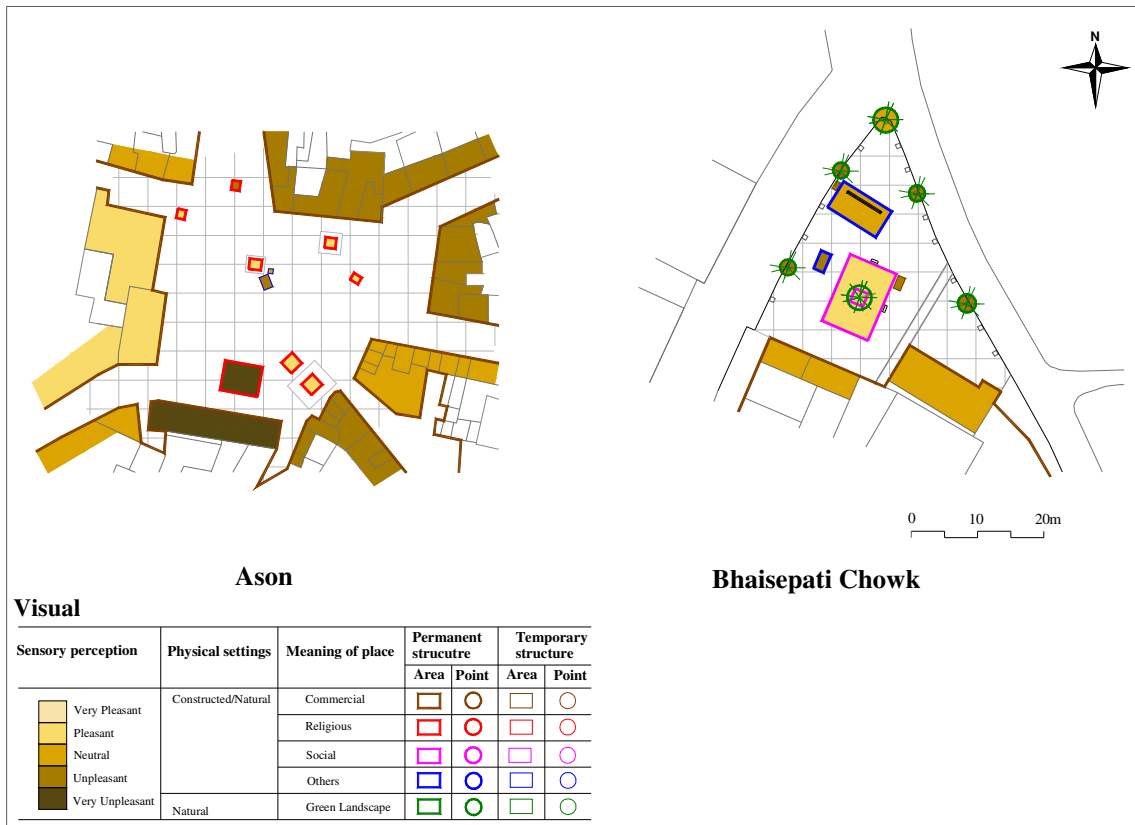 N
0 10 20m
Ason
Bhaisepati Chowk
Visual
Sensory perception Physical settings Meaning of place Permanent strucutre Temporary structure
Area Point Area Point
Very Pleasant
Pleasant
Neutral
Unpleasant
Very Unpleasant
Constructed/Natural
Commercial
Religious
Social
Others
Natural
Green Landscape